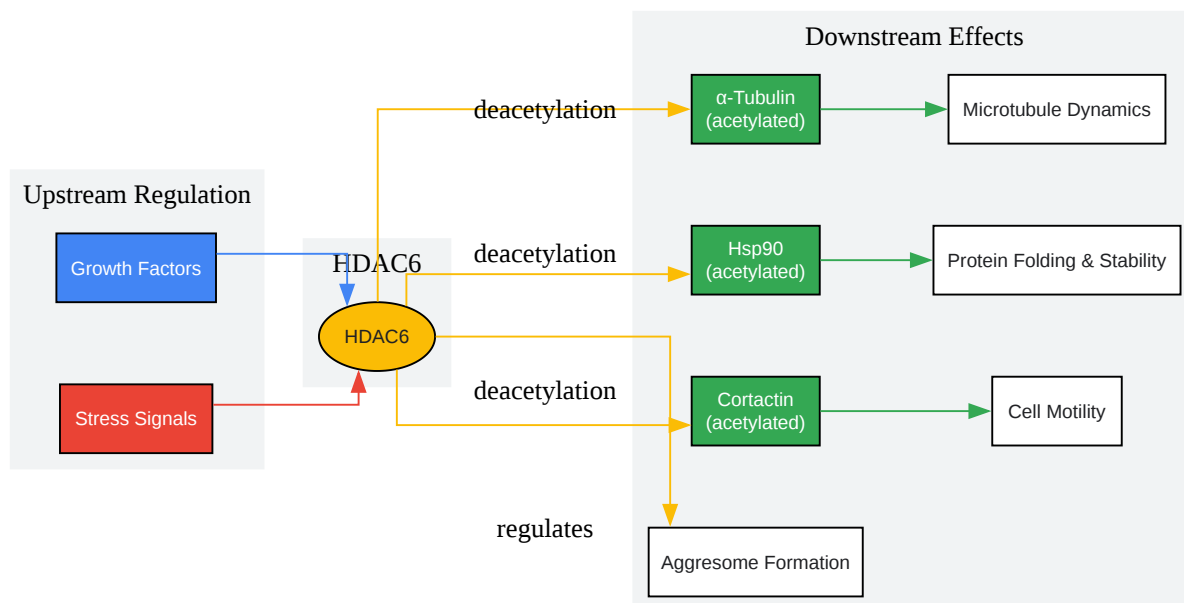 Downstream Effects
deacetylation
α-Tubulin
(acetylated)
Microtubule Dynamics
Upstream Regulation
Growth Factors
HDAC6
deacetylation
Hsp90
(acetylated)
Protein Folding & Stability
HDAC6
Stress Signals
deacetylation
Cortactin
(acetylated)
Cell Motility
regulates
Aggresome Formation